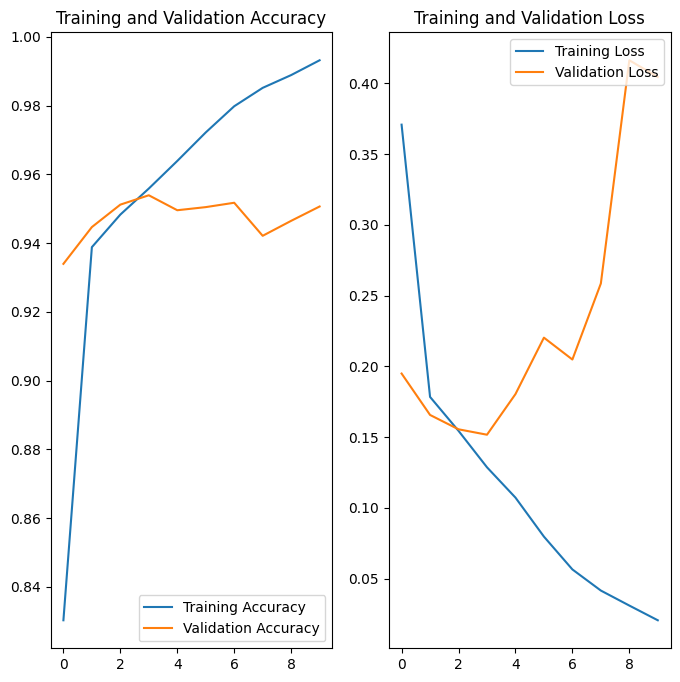 Training and Validation Accuracy
1.00
0.98
0.96
0.94
0.92
0.90
0.88
0.86
0.84
0 2 4 6 8
Training Accuracy
Validation Accuracy
Training and Validation Loss
0.40
0.35
0.30
0.25
0.20
0.15
0.10
0.05
0 2 4 6 8
Training Loss
Validation Loss